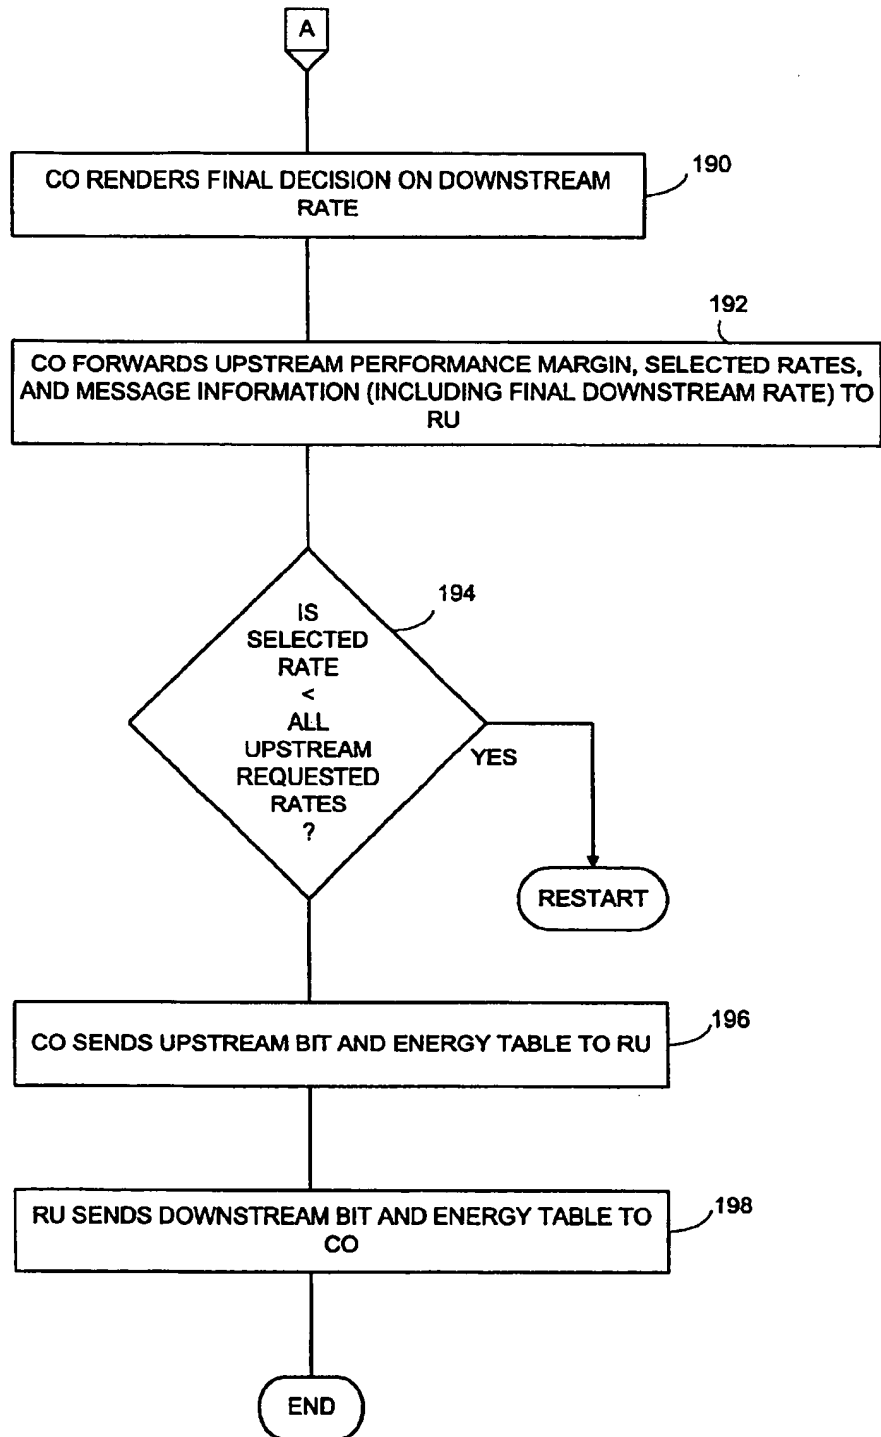 A
CO RENDERS FINAL DECISION ON DOWNSTREAM
RATE
190
192
CO FORWARDS UPSTREAM PERFORMANCE MARGIN, SELECTED RATES,
AND MESSAGE INFORMATION (INCLUDING FINAL DOWNSTREAM RATE) TO
RU
194
IS
SELECTED
RATE
<
ALL
UPSTREAM
REQUESTED
RATES
?
YES
RESTART
CO SENDS UPSTREAM BIT AND ENERGY TABLE TO RU
196
RU SENDS DOWNSTREAM BIT AND ENERGY TABLE TO
CO
198
END